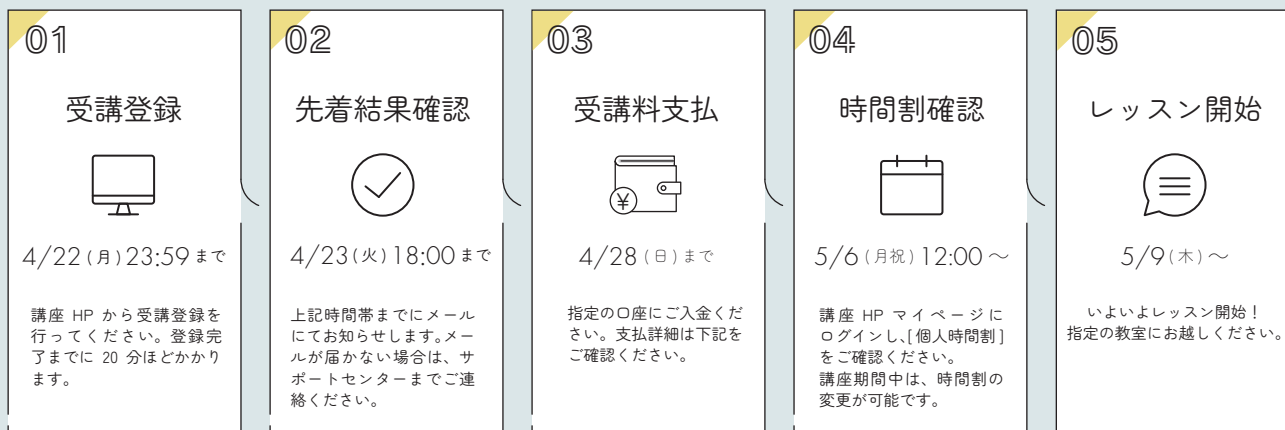 01
受講登録
4/22(月)23:59まで
講座 HP から受講登録を
行ってください。登録完
了までに 20 分ほどかかり
ます。
02
先着結果確認
4/23(火)18:00まで
上記時間帯までにメール
にてお知らせします。メー
ルが届かない場合は、サ
ポートセンターまでご連
絡ください。
03
受講料支払
¥
4/28(日)まで
指定の口座にご入金くだ
さい。支払詳細は下記を
ご確認ください。
04
時間割確認
5/6(月祝)12:00〜
講座 HP マイページに
ログインし、[個人時間割]
をご確認ください。
講座期間中は、時間割の
変更が可能です。
05
レッスン開始
5/9(木)〜
いよいよレッスン開始！
指定の教室にお越しください。